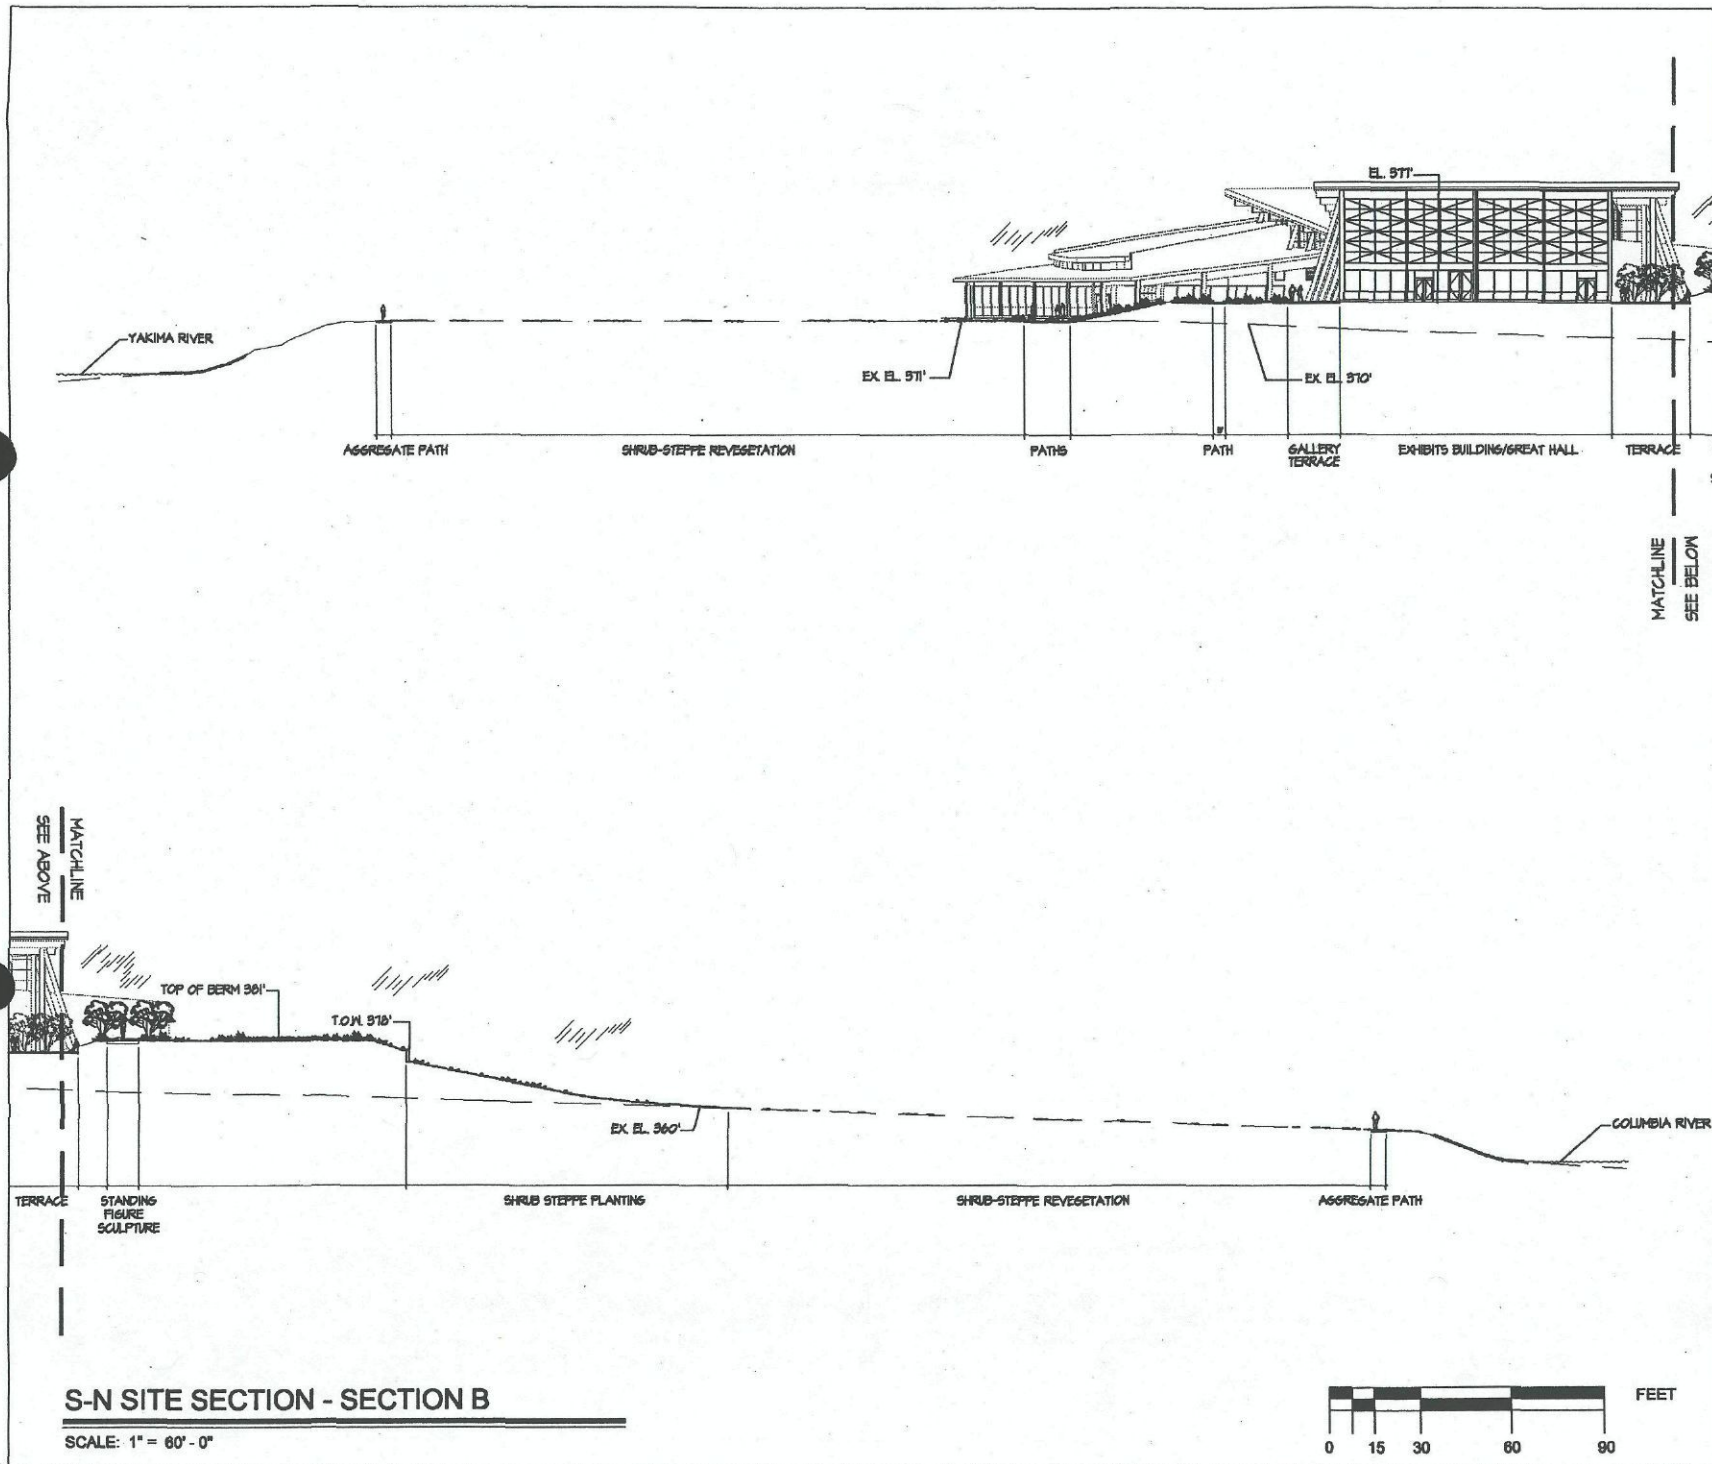 EL. 377'
YAKIMA RIVER
EX. EL. 371'
EX. EL. 370'
AGGREGATE PATH
SHRUB-STEPPE REVEGETATION
PATHS
PATH
GALLERY
TERRACE
EXHIBITS BUILDING/GREAT HALL
TERRACE
MATCHLINE
SEE BELOW
SEE ABOVE
MATCHLINE
TOP OF BERM 381'
T.O.W. 378'
EX. EL. 360'
COLUMBIA RIVER
TERRACE
STANDING
FIGURE
SCULPTURE
SHRUB STEPPE PLANTING
SHRUB-STEPPE REVEGETATION
AGGREGATE PATH
S-N SITE SECTION - SECTION B
SCALE: 1" = 60' - 0"
FEET
0 15 30 60 90